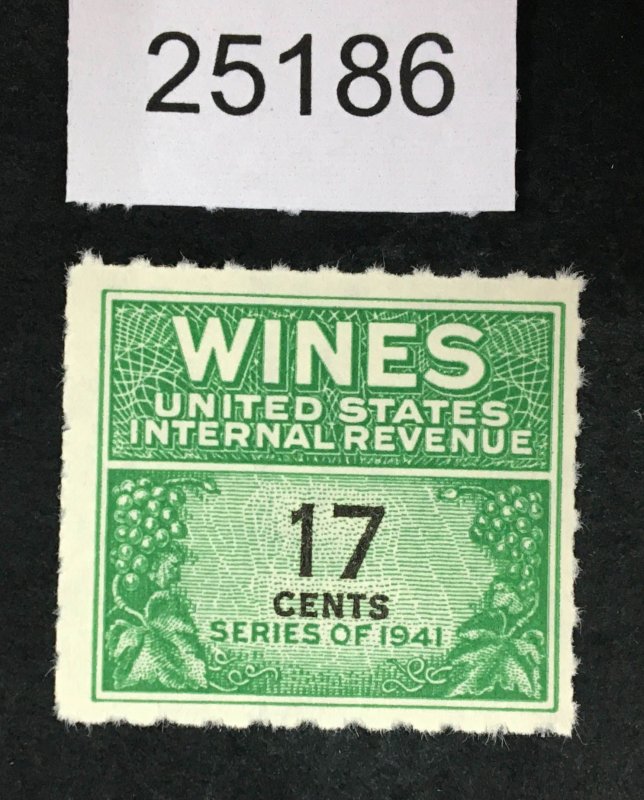 25186
WINES
UNITED STATES
INTERNAL REVENUE
17
CENTS
SERIES OF 1941